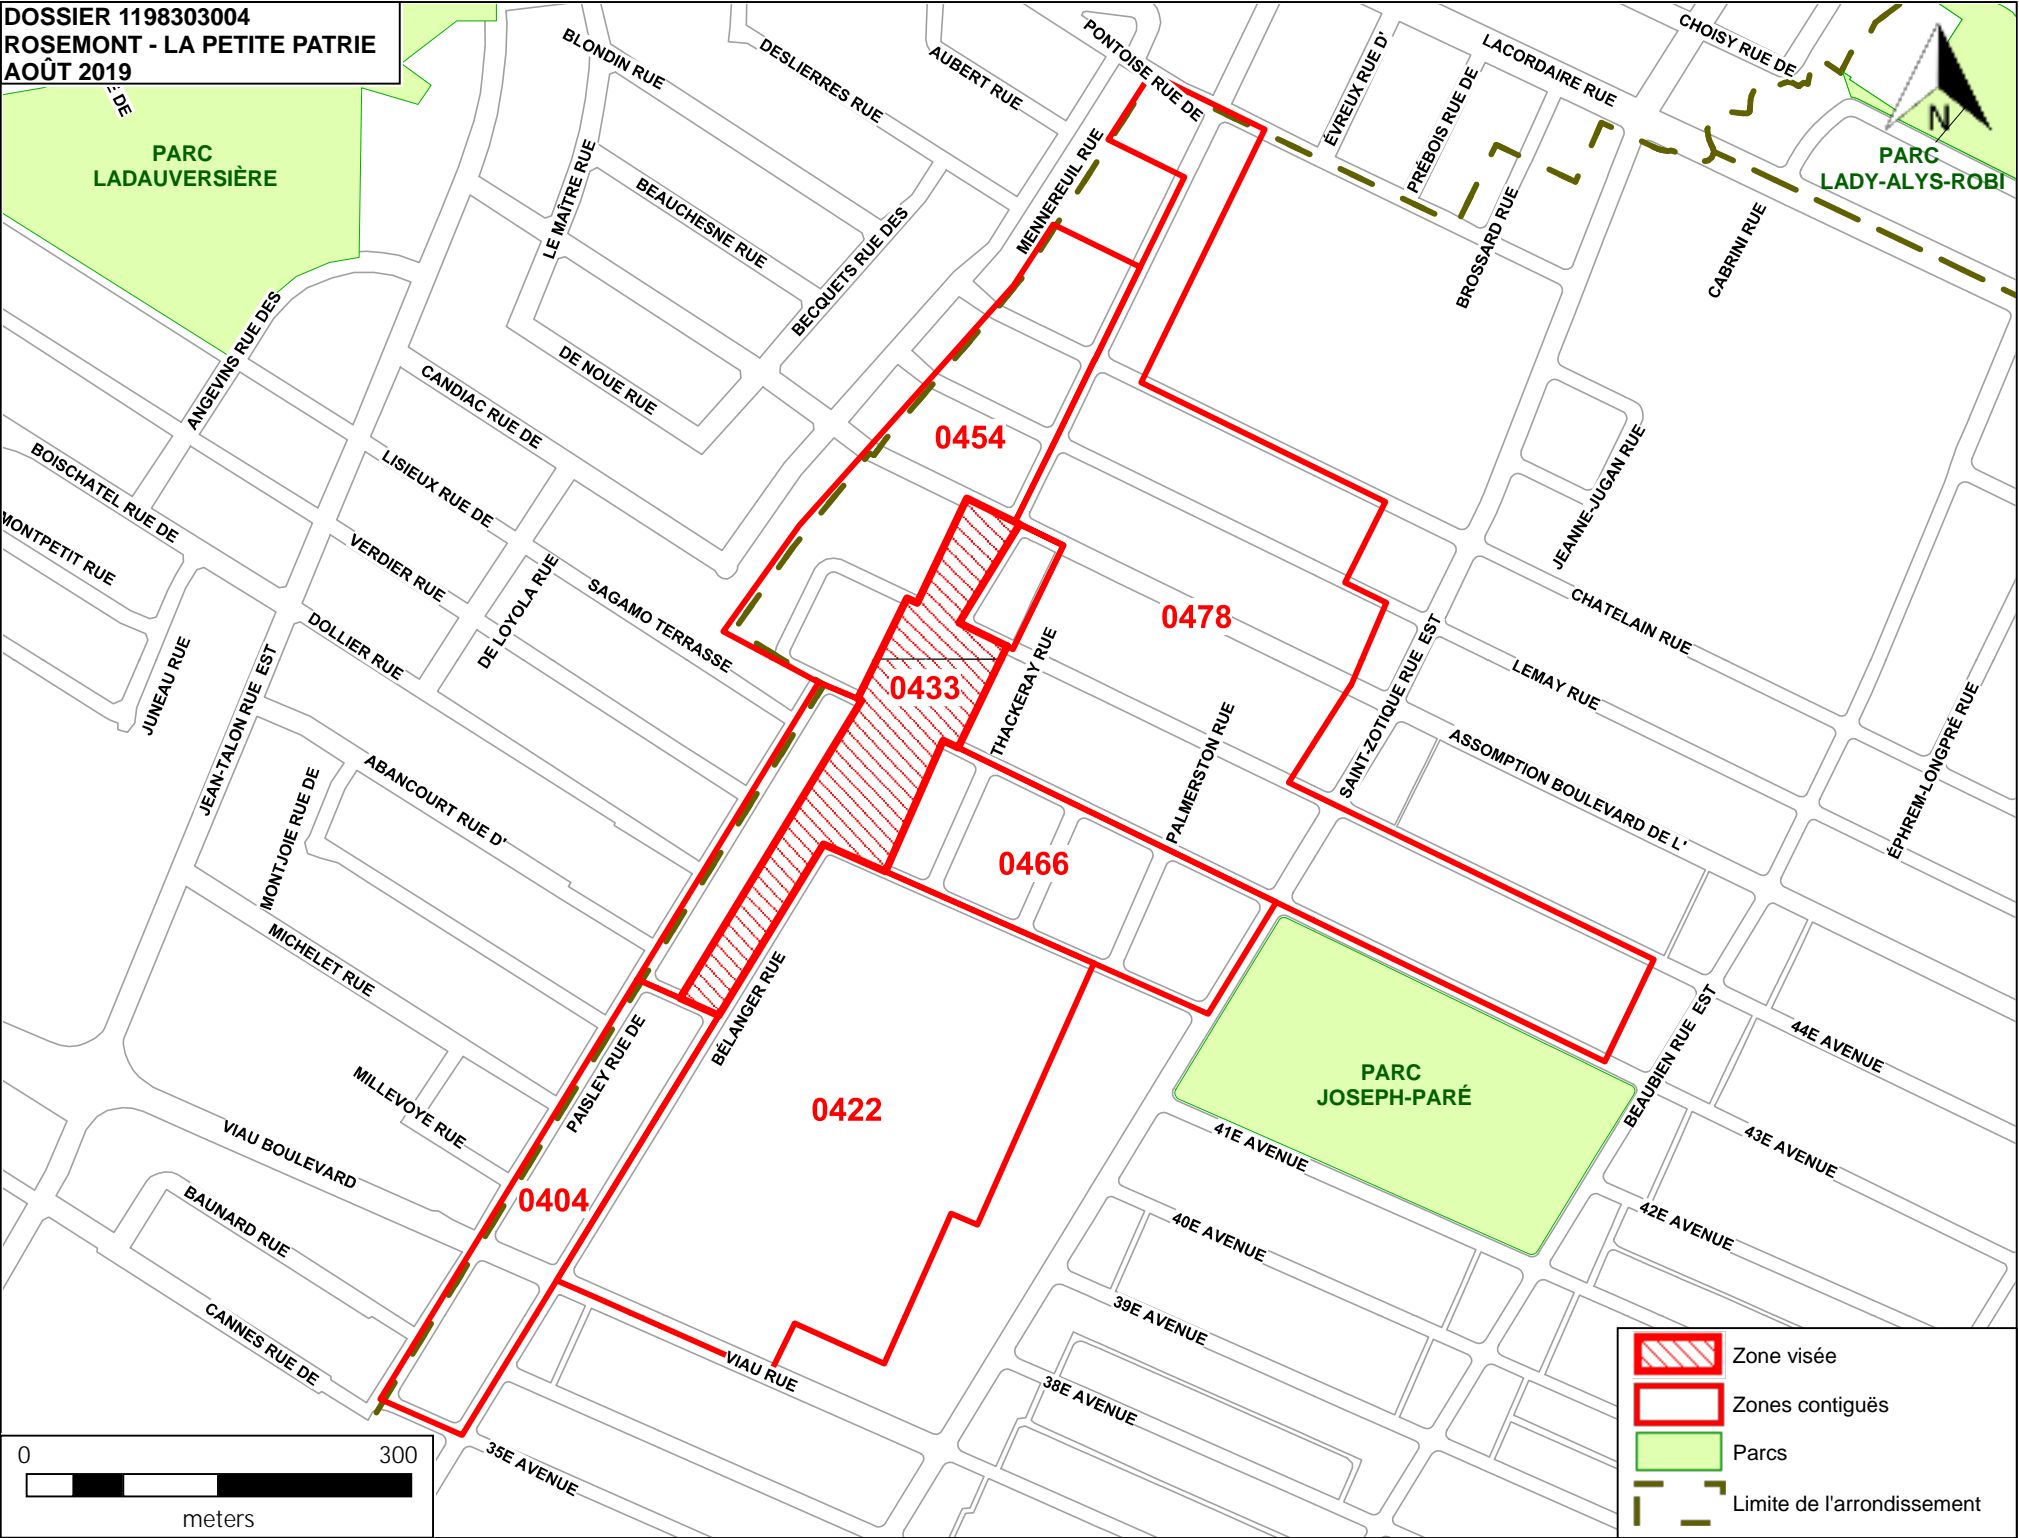 DOSSIER 1198303004
ROSEMONT - LA PETITE PATRIE
AOÛT 2019
E DE
PARC
LADAUVERSIÈRE
BLONDIN RUE
DESLIERRES RUE
AUBERT RUE
PONTOISE RUE DE
ÉVREUX RUE D'
PRÉBOIS RUE DE
LACORDAIRE RUE
CHOISY RUE DE
N
PARC
LADY-ALYS-ROBI
LE MAÎTRE RUE
BEAUCHESNE RUE
BECQUETS RUE DES
MENNEREUIL RUE
BROSSARD RUE
CABRINI RUE
ANGEVINS RUE DES
DE NOUE RUE
CANDIAC RUE DE
LISIEUX RUE DE
BOISCHATEL RUE DE
MONTPETIT RUE
VERDIER RUE
DE LOYOLA RUE
SAGAMO TERRASSE
DOLLIER RUE
JUNEAU RUE
JEAN-TALON RUE EST
0454
0478
0433
JEANNE-JUGAN RUE
CHATELAIN RUE
LEMAY RUE
SAINT-ZOTIQUE RUE EST
ASSOMPTION BOULEVARD DE L'
ÉPHREM-LONGPRÉ RUE
THACKERAY RUE
PALMERSTON RUE
ABANCOURT RUE D'
MONTJOIE RUE DE
MICHELET RUE
0466
BÉLANGER RUE
PAISLEY RUE DE
MILLEVOYE RUE
VIAU BOULEVARD
BAUNARD RUE
CANNES RUE DE
0422
0404
PARC
JOSEPH-PARÉ
BEAUBIEN RUE EST
44E AVENUE
43E AVENUE
42E AVENUE
41E AVENUE
40E AVENUE
39E AVENUE
38E AVENUE
VIAU RUE
35E AVENUE
0 300
meters
Zone visée
Zones contiguës
Parcs
Limite de l'arrondissement